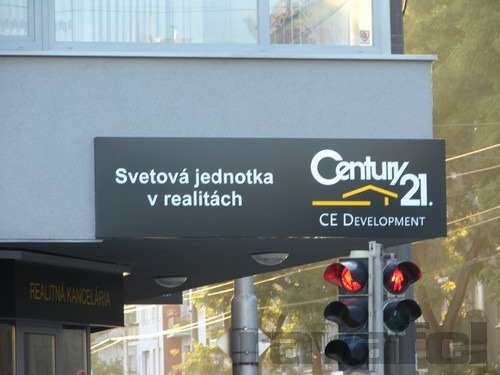 Svetová jednotka
v realitách
Century 21.
CE DEVELOPMENT
REALITNÁ KANCELÁRIA